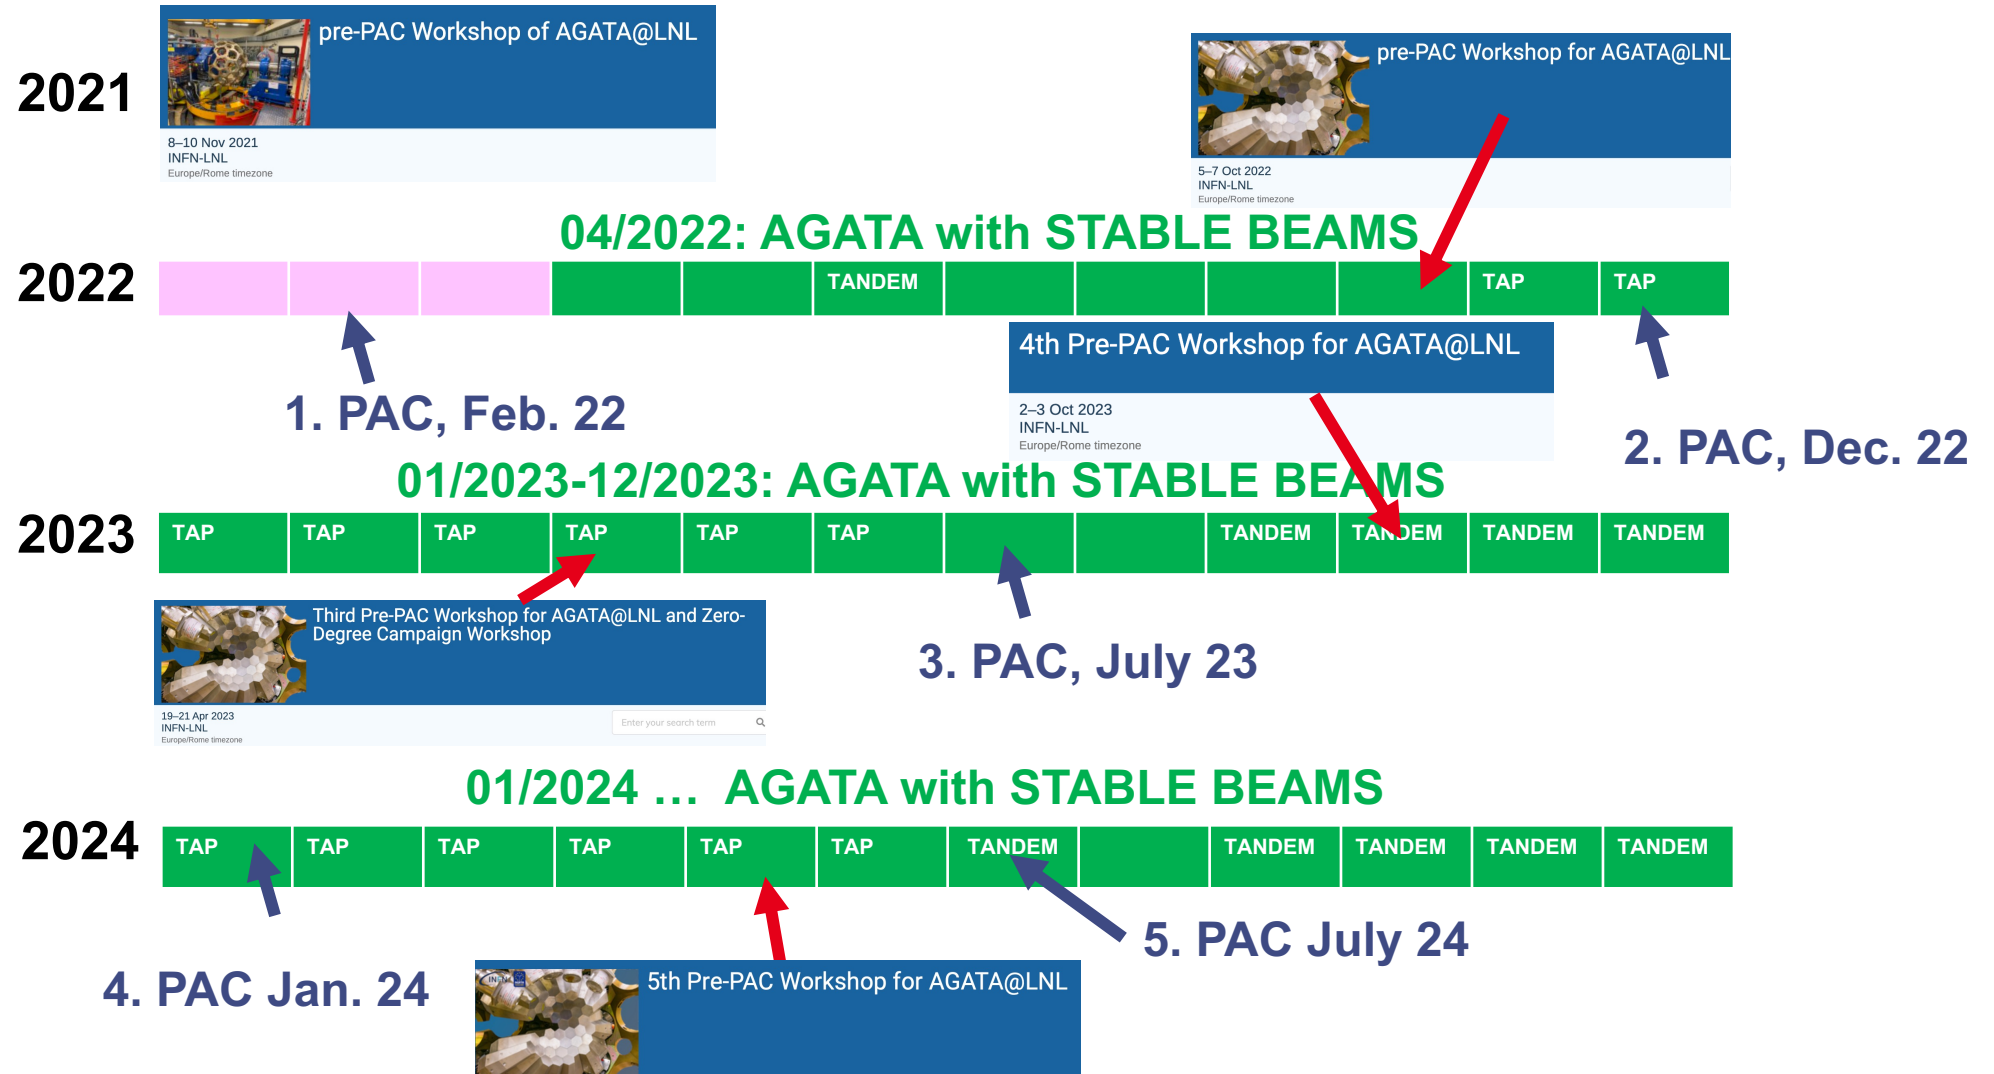 pre-PAC Workshop of AGATA@LNL
2021
8–10 Nov 2021
INFN-LNL
Europe/Rome timezone
pre-PAC Workshop for AGATA@LNL
5–7 Oct 2022
INFN-LNL
Europe/Rome timezone
04/2022: AGATA with STABLE BEAMS
2022
TANDEM
TAP
TAP
1. PAC, Feb. 22
4th Pre-PAC Workshop for AGATA@LNL
2–3 Oct 2023
INFN-LNL
Europe/Rome timezone
2. PAC, Dec. 22
01/2023-12/2023: AGATA with STABLE BEAMS
2023
TAP
TAP
TAP
TAP
TAP
TAP
TANDEM
TANDEM
TANDEM
TANDEM
Third Pre-PAC Workshop for AGATA@LNL and Zero-
Degree Campaign Workshop
19–21 Apr 2023
INFN-LNL
Europe/Rome timezone
Enter your search term
3. PAC, July 23
01/2024 … AGATA with STABLE BEAMS
2024
TAP
TAP
TAP
TAP
TAP
TAP
TANDEM
TANDEM
TANDEM
TANDEM
TANDEM
4. PAC Jan. 24
5. PAC July 24
INFN
5th Pre-PAC Workshop for AGATA@LNL